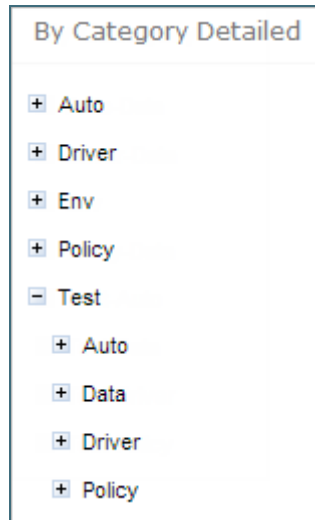 By Category Detailed
Auto
Driver
Env
Policy
Test
Auto
Data
Driver
Policy